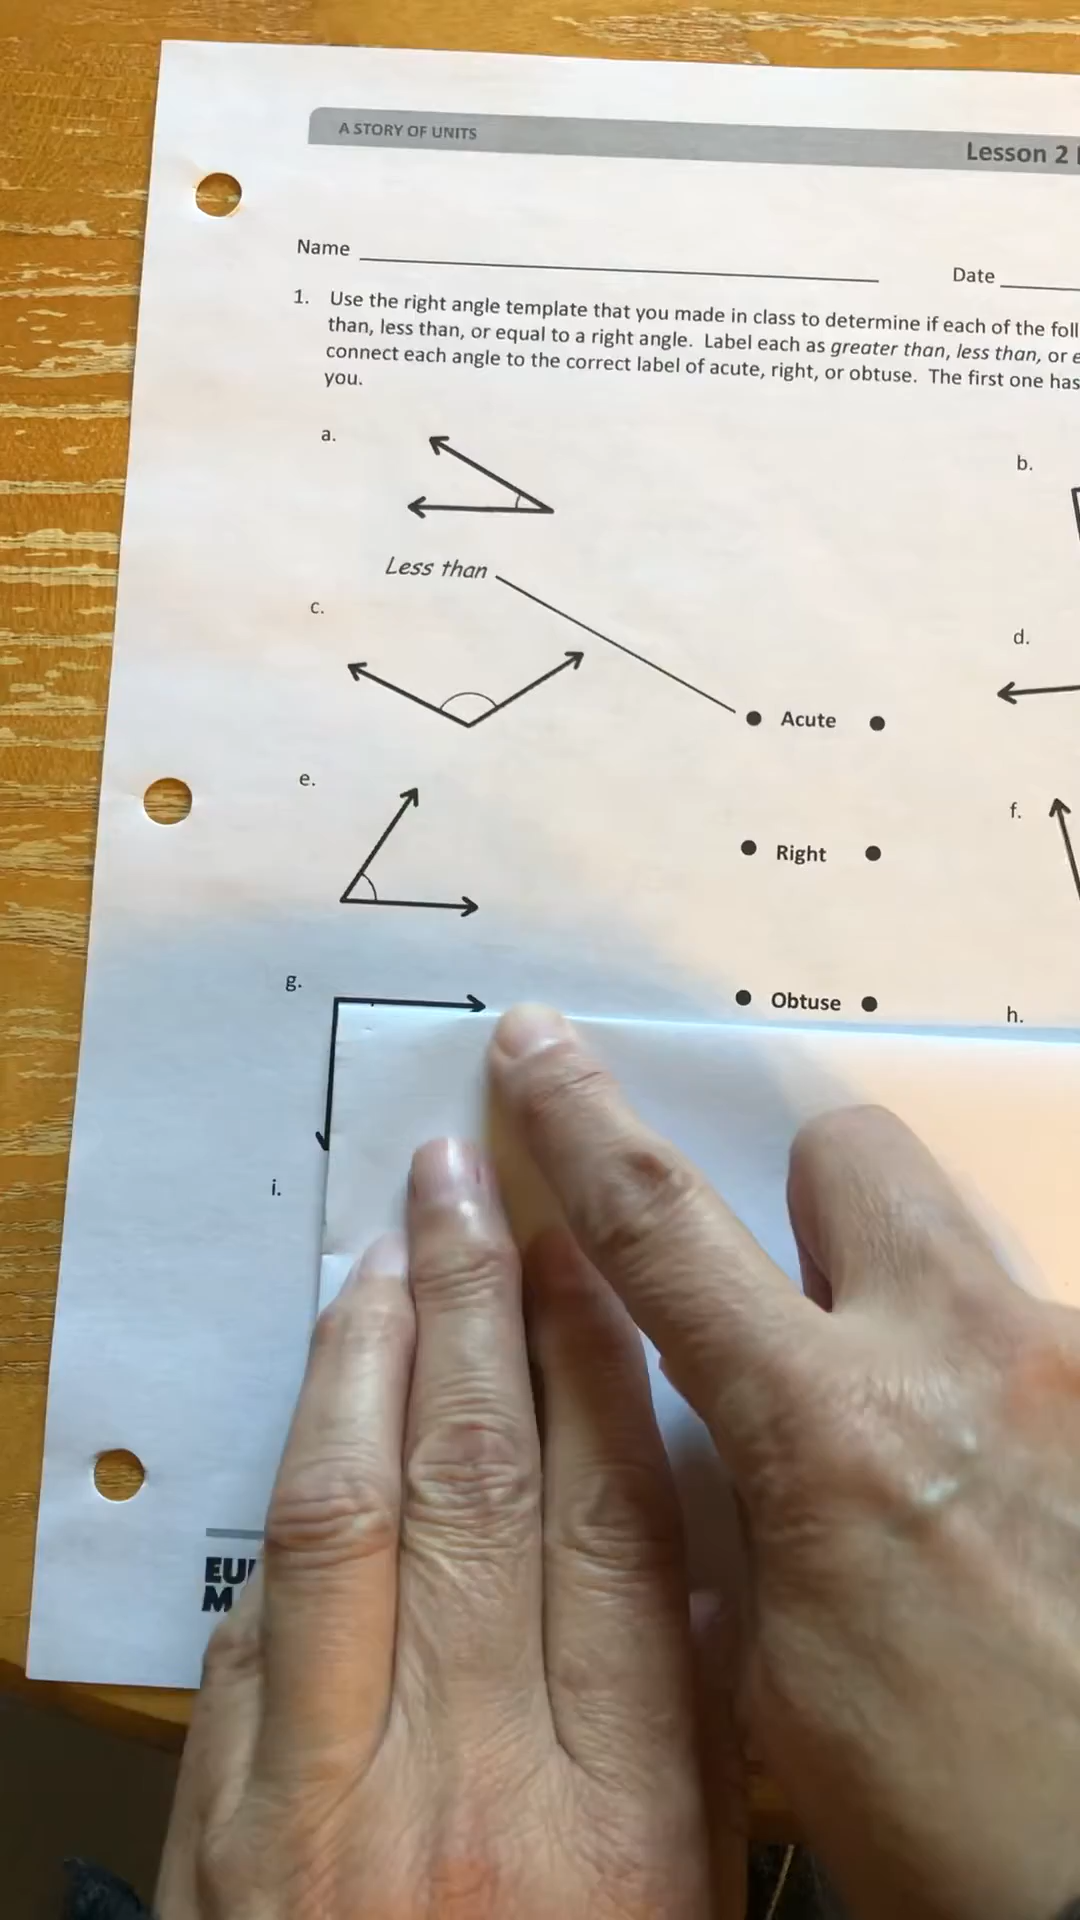 A STORY OF UNITS
Lesson 2
Name
Date
1. Use the right angle template that you made in class to determine if each of the foll
than, less than, or equal to a right angle. Label each as greater than, less than, or e
connect each angle to the correct label of acute, right, or obtuse. The first one has
you.
a.
b.
Less than
c.
d.
Acute
e.
f.
Right
g.
Obtuse
h.
i.
EU
M